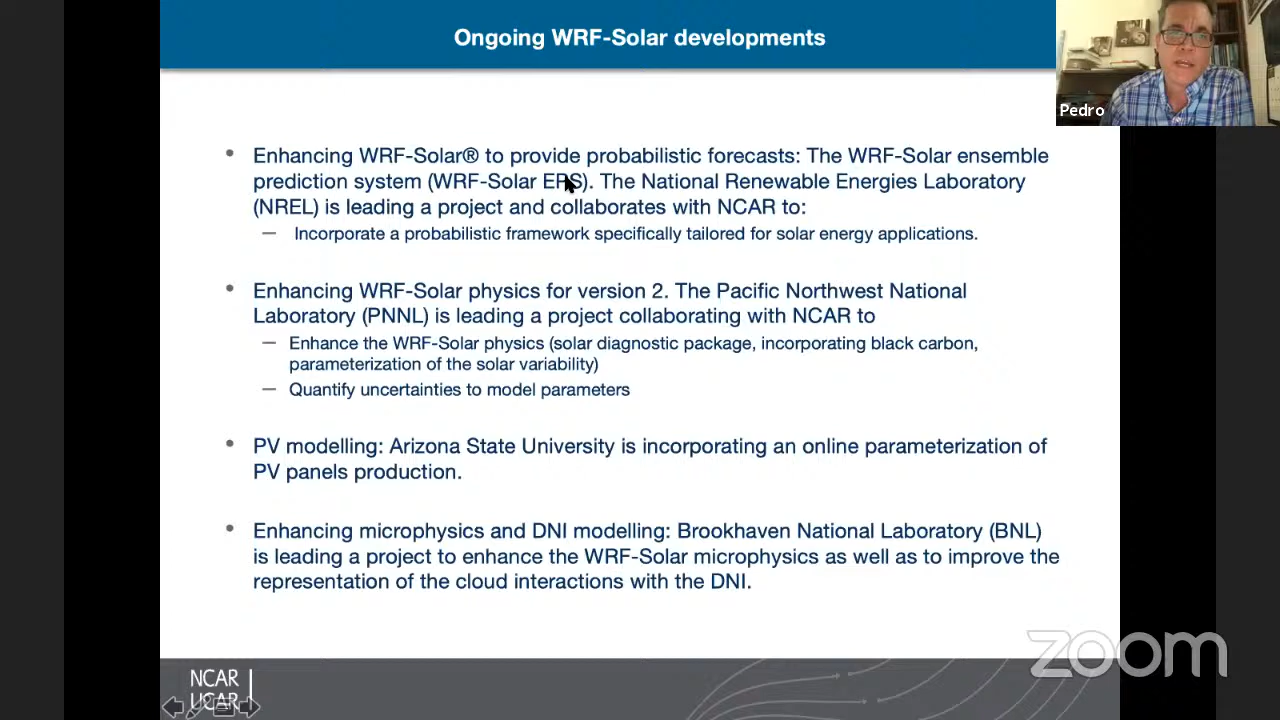 Ongoing WRF-Solar developments
Pedro
• Enhancing WRF-Solar® to provide probabilistic forecasts: The WRF-Solar ensemble
prediction system (WRF-Solar EPS). The National Renewable Energies Laboratory
(NREL) is leading a project and collaborates with NCAR to:
— Incorporate a probabilistic framework specifically tailored for solar energy applications.
• Enhancing WRF-Solar physics for version 2. The Pacific Northwest National
Laboratory (PNNL) is leading a project collaborating with NCAR to
— Enhance the WRF-Solar physics (solar diagnostic package, incorporating black carbon,
parameterization of the solar variability)
— Quantify uncertainties to model parameters
• PV modelling: Arizona State University is incorporating an online parameterization of
PV panels production.
• Enhancing microphysics and DNI modelling: Brookhaven National Laboratory (BNL)
is leading a project to enhance the WRF-Solar microphysics as well as to improve the
representation of the cloud interactions with the DNI.
zoom
NCAR
UCAR